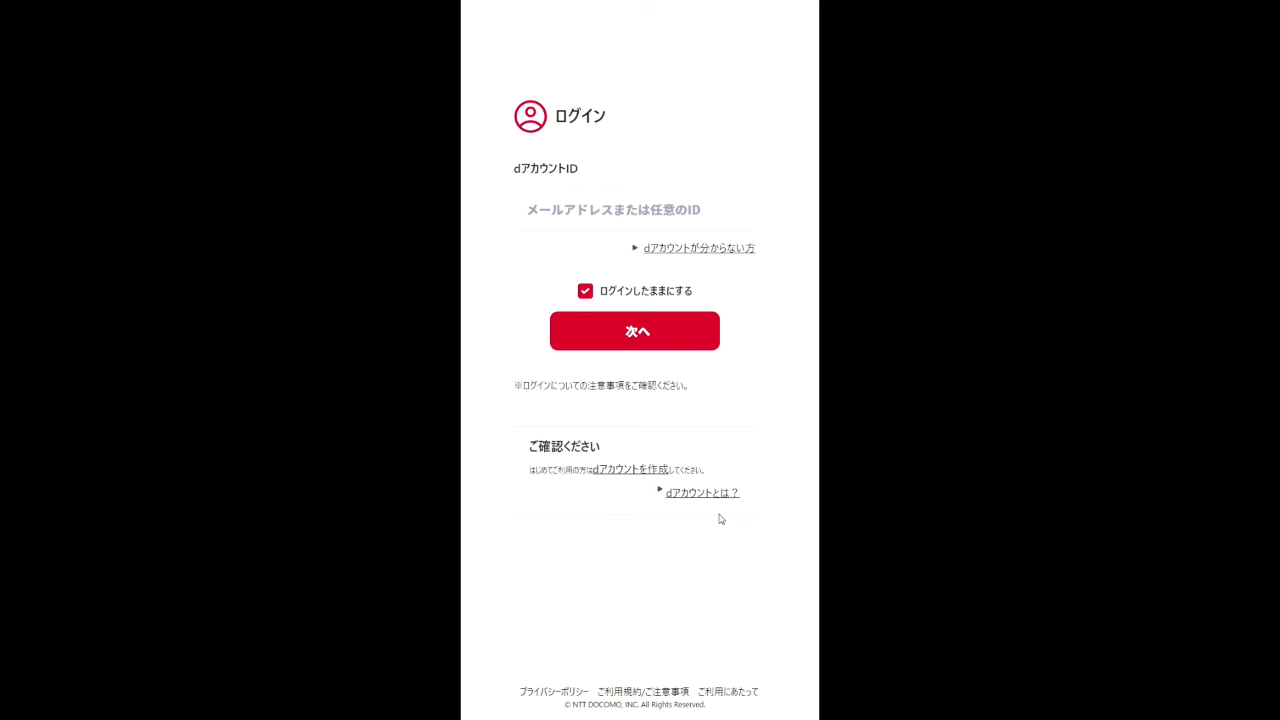 ログイン
dアカウントID
メールアドレスまたは任意のID
dアカウントが分からない方
ログインしたままにする
次へ
※ログインについての注意事項をご確認ください。
ご確認ください
はじめてご利用の方はdアカウントを作成してください。
dアカウントとは？
プライバシーポリシー ご利用規約/ご注意事項 ご利用にあたって
© NTT DOCOMO, INC. All Rights Reserved.